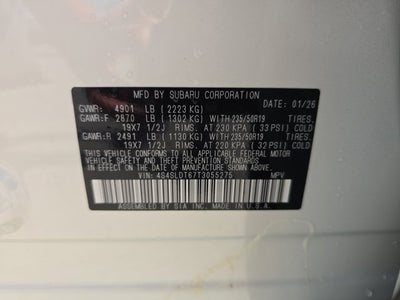 MFD BY SUBARU CORPORATION DATE: 01/26
GVWR: 4901 LB (2223 KG)
GAWR:F 2870 LB (1302 KG) WITH 235/50R19 TIRES.
19X7 1/2J RIMS. AT 230 KPA (33 PSI) COLD
GAWR:R 2491 LB (1130 KG) WITH 235/50R19 TIRES.
19X7 1/2J RIMS. AT 220 KPA (32 PSI) COLD
THIS VEHICLE CONFORMS TO ALL APPLICABLE FEDERAL MOTOR
VEHICLE SAFETY AND THEFT PREVENTION STANDARDS IN EFFECT
ON THE DATE OF MANUFACTURE SHOWN ABOVE.
VIN: 4S4SLDT67T3055275 MPV
ASSEMBLED BY SIA INC. MADE IN U.S.A.